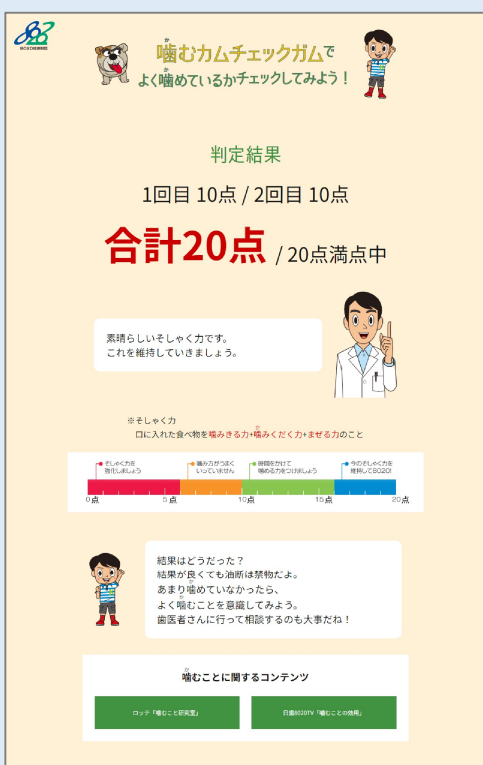 噛むカムチェックガムで
よく噛めているかチェックしてみよう！
判定結果
1回目 10点 / 2回目 10点
合計20点 / 20点満点中
素晴らしいそしゃく力です。
これを維持していきましょう。
※そしゃく力
口に入れた食べ物を噛みきる力+噛みくだく力+まぜる力のこと
そしゃく力を
強化しましょう
噛み方がうまく
いっていません
時間をかけて
噛める力をつけましょう
今のそしゃく力を
維持して8020!
0点 5点 10点 15点 20点
結果はどうだった？
結果が良くても油断は禁物だよ。
あまり噛めていなかったら、
よく噛むことを意識してみよう。
歯医者さんに行って相談するのも大事だね！
噛むことに関するコンテンツ
ロッテ「噛むこと研究室」
日歯8020TV「噛むことの効用」